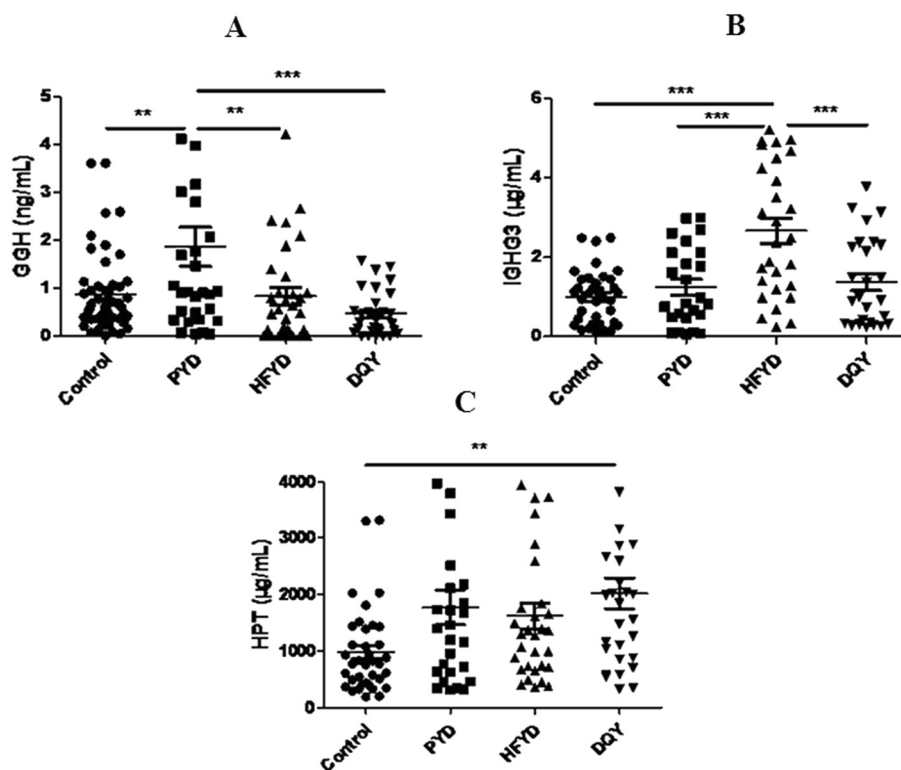 A
B
***
**
**
5
4
3
2
1
0
GGH (ng/mL)
Control
PYD
HFYD
DQY
***
***
***
6
4
2
0
IGHG3 (µg/mL)
Control
PYD
HFYD
DQY
C
**
4000
3000
2000
1000
0
HPT (µg/mL)
Control
PYD
HFYD
DQY